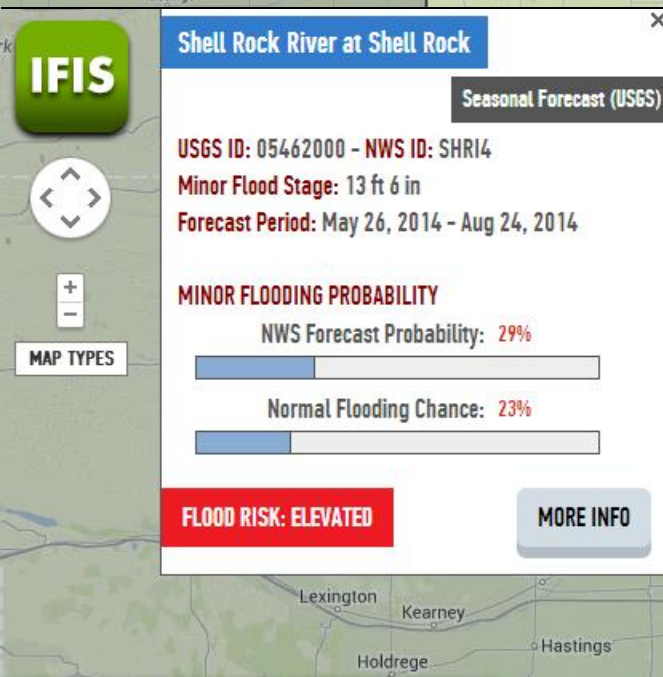 IFIS
Shell Rock River at Shell Rock
Seasonal Forecast (USGS)
USGS ID: 05462000 - NWS ID: SHRI4
Minor Flood Stage: 13 ft 6 in
Forecast Period: May 26, 2014 - Aug 24, 2014
MINOR FLOODING PROBABILITY
NWS Forecast Probability: 29%
Normal Flooding Chance: 23%
MAP TYPES
FLOOD RISK: ELEVATED
MORE INFO
Lexington
Kearney
Hastings
Holdrege